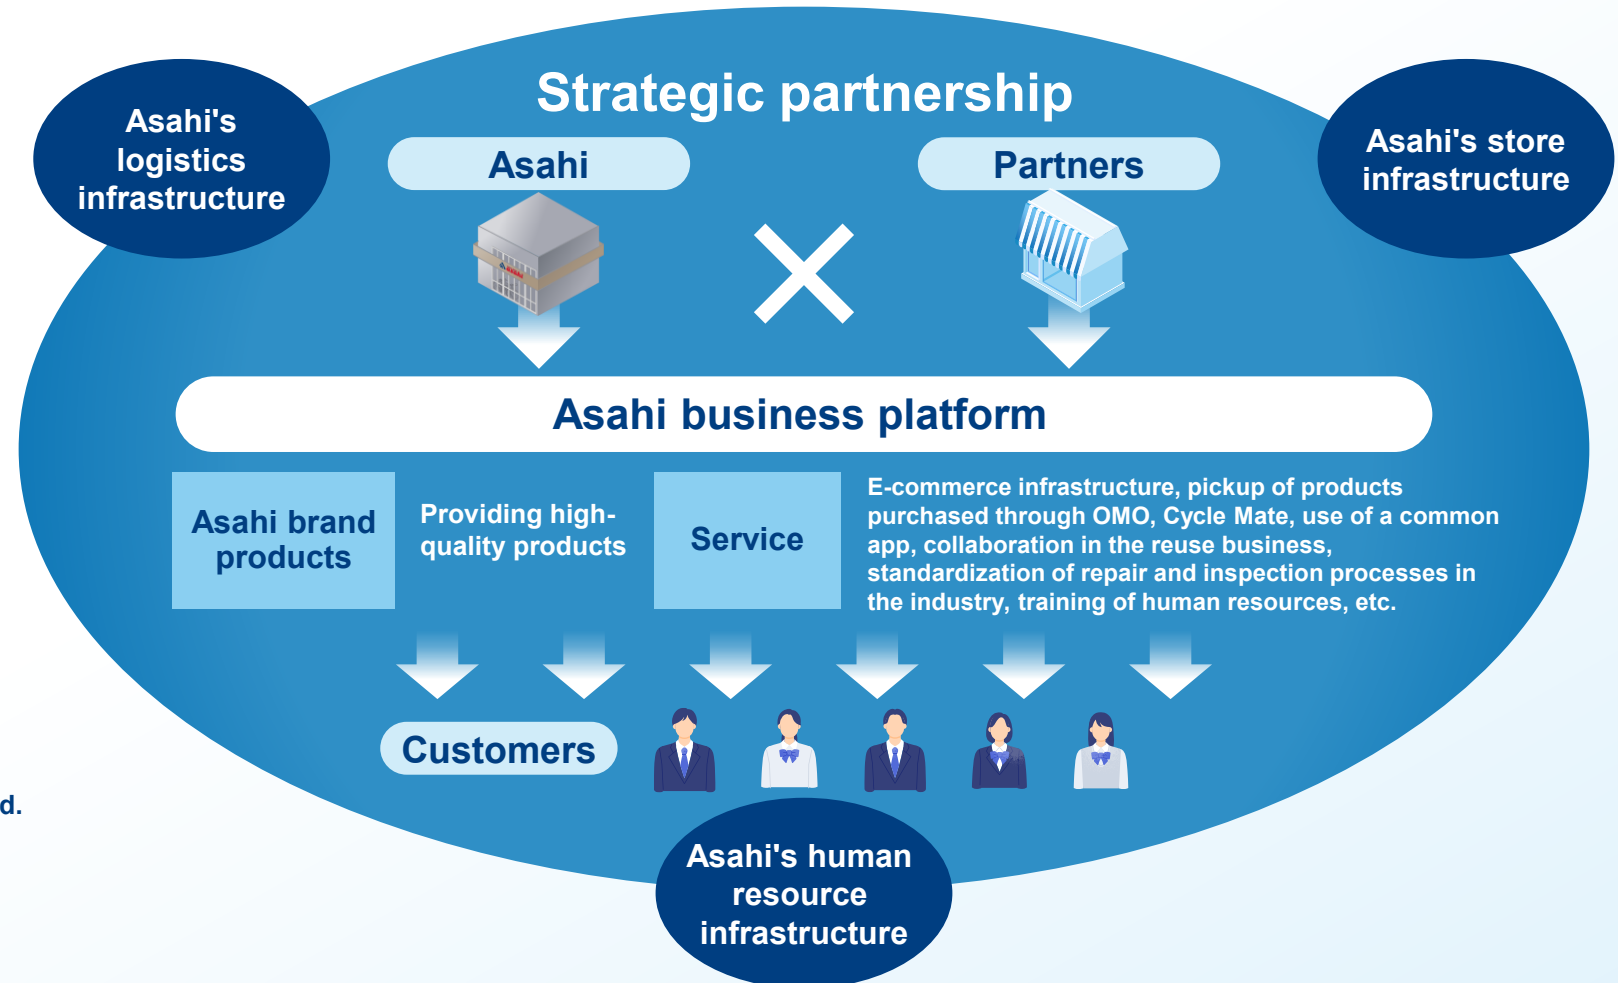 Strategic partnership
Asahi's
logistics
infrastructure
Asahi
Partners
Asahi's store
infrastructure
Asahi business platform
Asahi brand
products
Providing high-
quality products
Service
E-commerce infrastructure, pickup of products
purchased through OMO, Cycle Mate, use of a common
app, collaboration in the reuse business,
standardization of repair and inspection processes in
the industry, training of human resources, etc.
Customers
d.
Asahi's human
resource
infrastructure